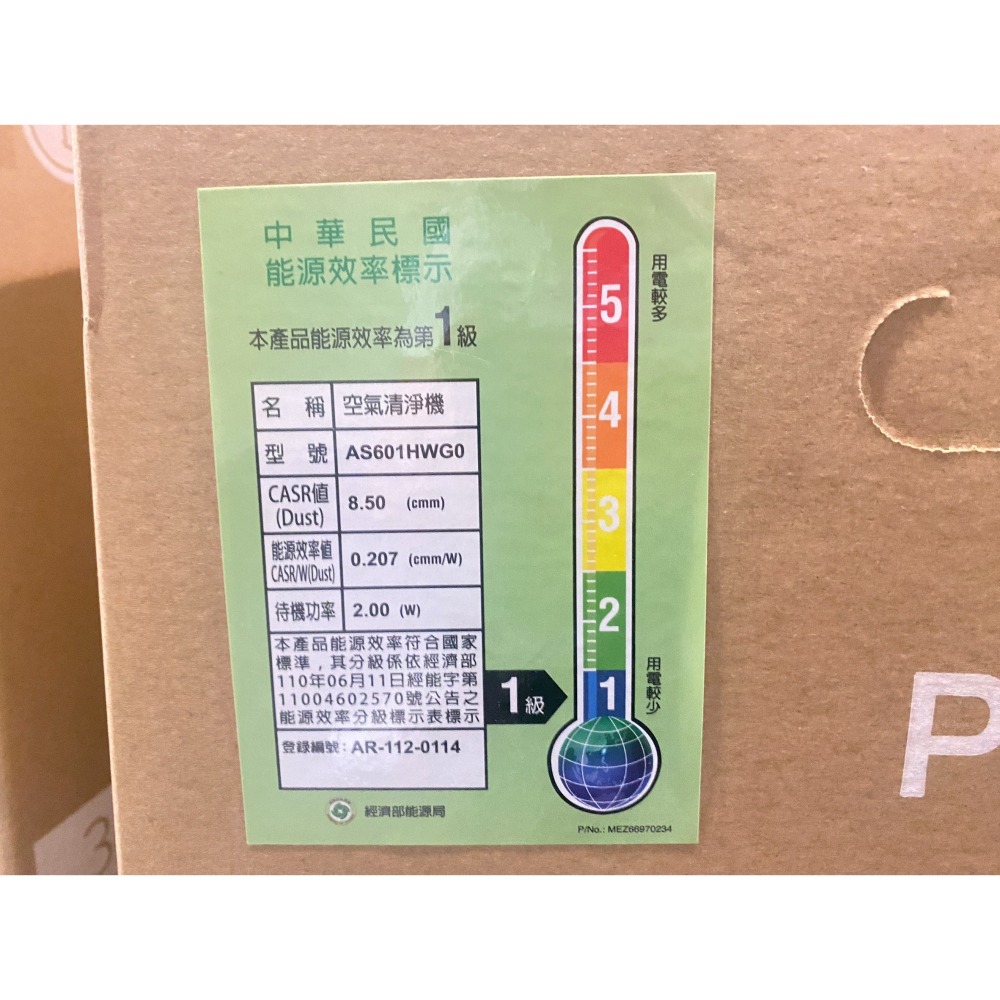 中華民國
能源效率標示
本產品能源效率為第1級
名稱 空氣清淨機
型號 AS601HWG0
CASR值
(Dust)
8.50 (cmm)
能源效率值
CASR/W(Dust)
0.207 (cmm/W)
待機功率 2.00 (W)
本產品能源效率符合國家
標準，其分級係依經濟部
110年06月11日經能字第
11004602570號公告之
能源效率分級標示表標示
登錄編號：AR-112-0114
經濟部能源局
用電較多
5
4
3
2
1
1級
用電較少
P/No.: MEZ68970234
P
3